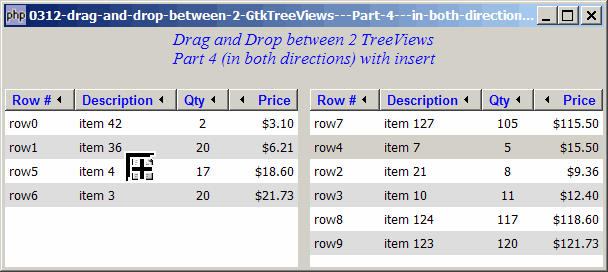 php 0312-drag-and-drop-between-2-GtkTreeViews---Part-4---in-both-direction...
Drag and Drop between 2 TreeViews
Part 4 (in both directions) with insert
Row # Description Qty Price
row0 item 42 2 $3.10
row1 item 36 20 $6.21
row5 item 4 17 $18.60
row6 item 3 20 $21.73
Row # Description Qty Price
row7 item 127 105 $115.50
row4 item 7 5 $15.50
row2 item 21 8 $9.36
row3 item 10 11 $12.40
row8 item 124 117 $118.60
row9 item 123 120 $121.73